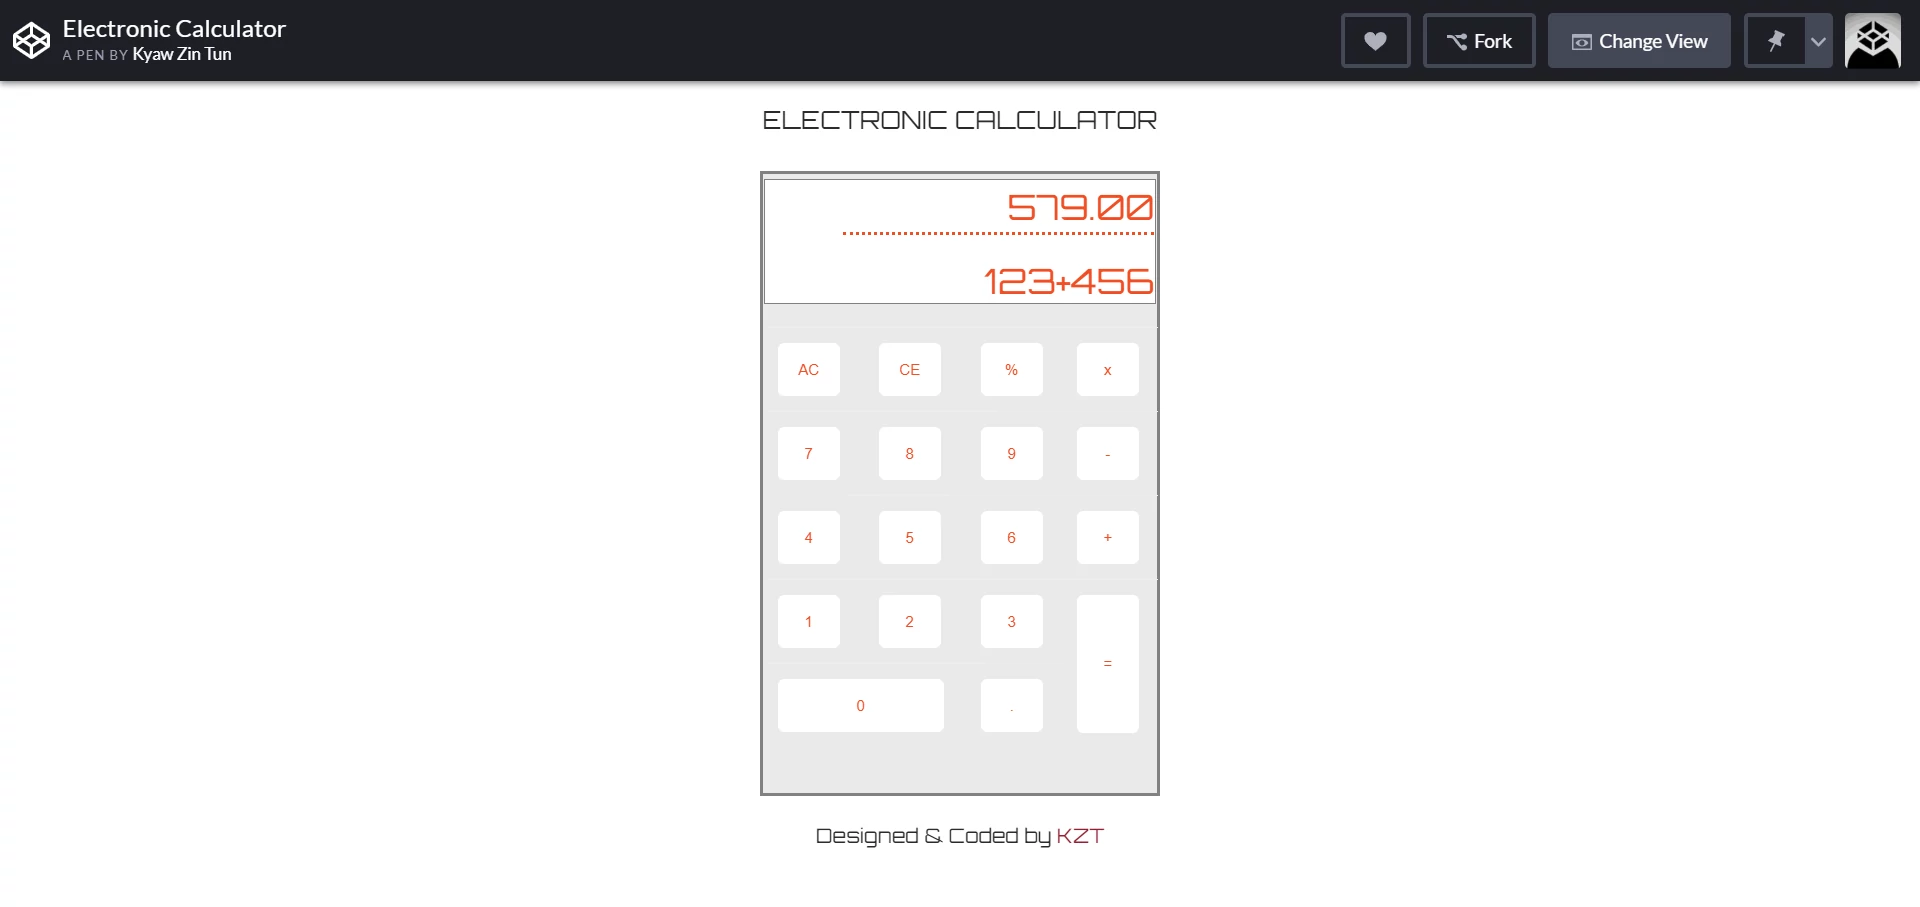 Electronic Calculator
A PEN BY Kyaw Zin Tun
Fork
Change View
ELECTRONIC CALCULATOR
579.00
123+456
AC CE % x
7 8 9 -
4 5 6 +
1 2 3
=
0 .
Designed & Coded by KZT